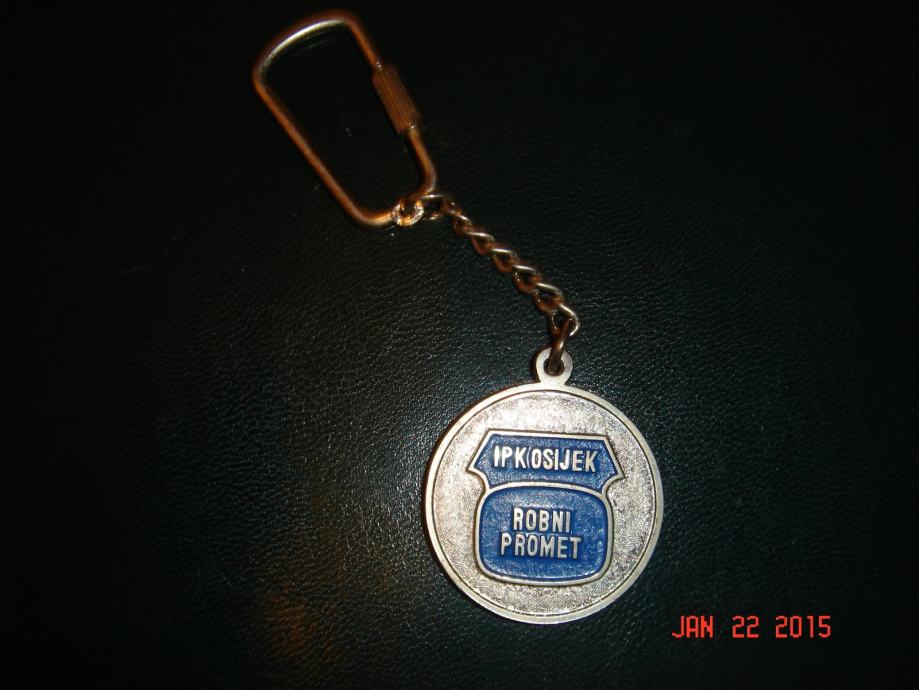 IPK OSIJEK
ROBNI
PROMET
JAN 22 2015